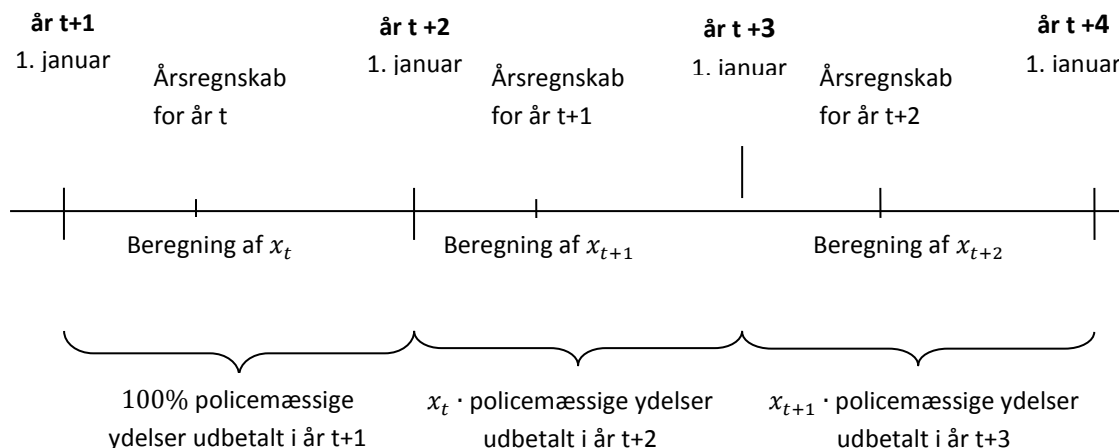 år t+1
år t +2
år t +3
år t +4
1. januar
1. januar
1. januar
1. januar
Årsregnskab
for år t
Årsregnskab
for år t+1
Årsregnskab
for år t+2
Beregning af xₜ
Beregning af xₜ₊₁
Beregning af xₜ₊₂
100% policemæssige
ydelser udbetalt i år t+1
xₜ · policemæssige ydelser
udbetalt i år t+2
xₜ₊₁ · policemæssige ydelser
udbetalt i år t+3